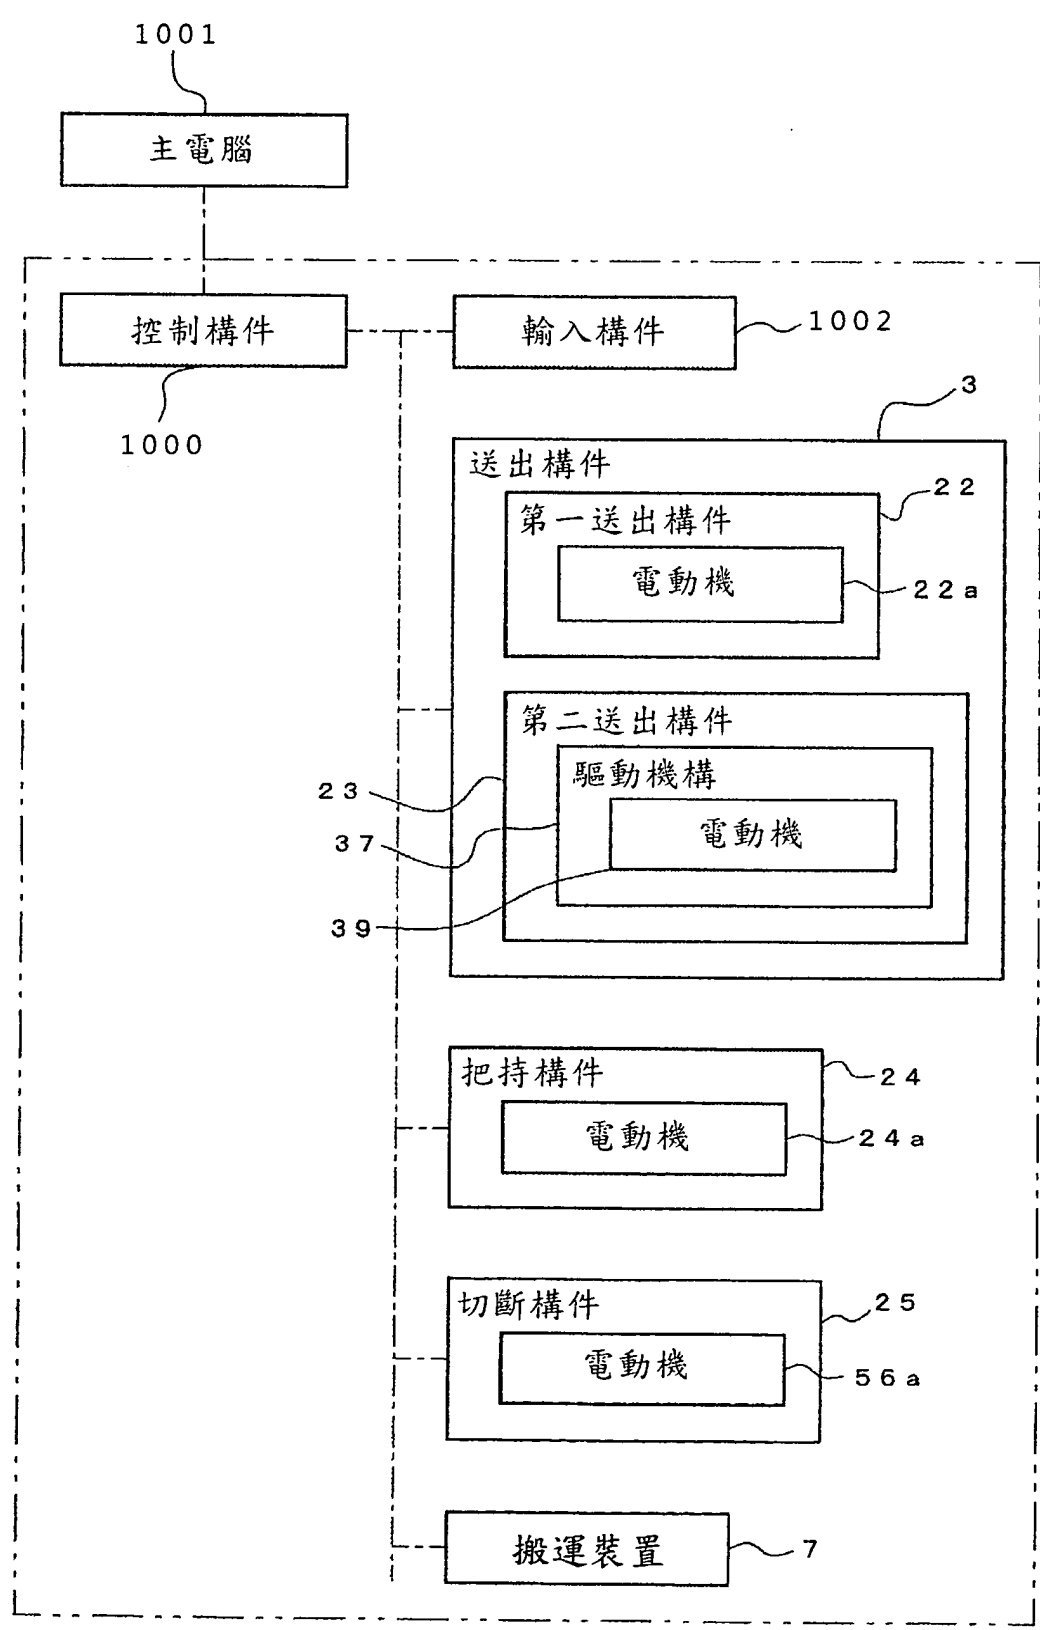 1001
主電腦
控制構件
1000
輸入構件
1002
3
送出構件
22
第一送出構件
電動機
22a
第二送出構件
23
驅動機構
37
電動機
39
把持構件
24
電動機
24a
切斷構件
25
電動機
56a
搬運裝置
7